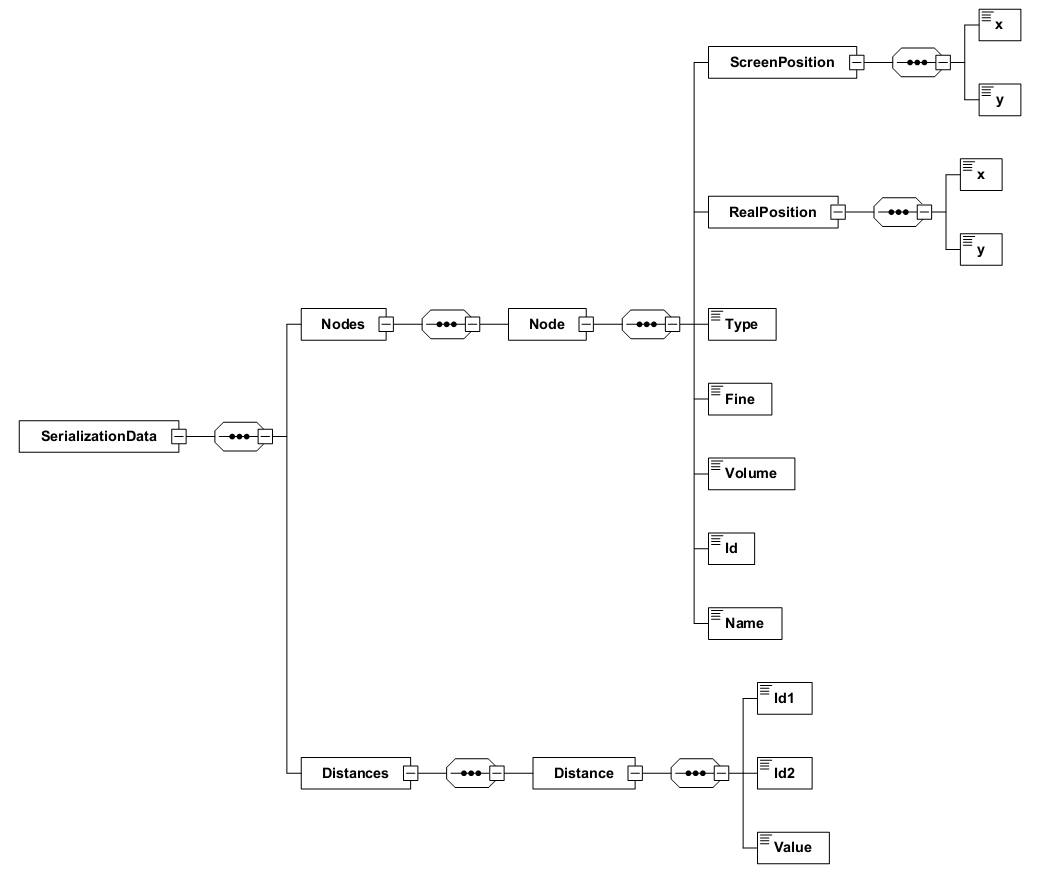 x
ScreenPosition
y
x
RealPosition
y
Nodes
Node
Type
Fine
SerializationData
Volume
Id
Name
Id1
Distances
Distance
Id2
Value